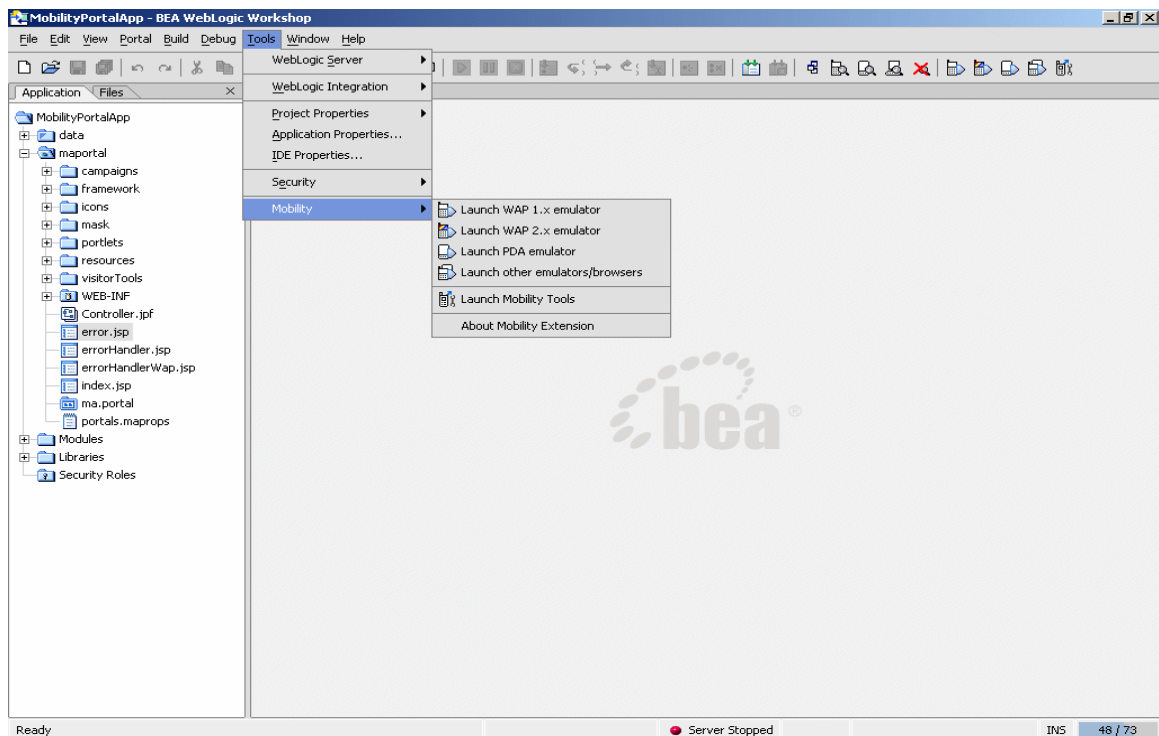 MobilityPortalApp - BEA WebLogic Workshop
File Edit View Portal Build Debug Tools Window Help
WebLogic Server
WebLogic Integration
Project Properties
Application Properties...
IDE Properties...
Security
Mobility
Launch WAP 1.x emulator
Launch WAP 2.x emulator
Launch PDA emulator
Launch other emulators/browsers
Launch Mobility Tools
About Mobility Extension
Application Files
MobilityPortalApp
data
maportal
campaigns
framework
icons
mask
portlets
resources
visitorTools
WEB-INF
Controller.jpf
error.jsp
errorHandler.jsp
errorHandlerWap.jsp
index.jsp
ma.portal
portals.maprops
Modules
Libraries
Security Roles
bea®
Ready Server Stopped INS 48 / 73